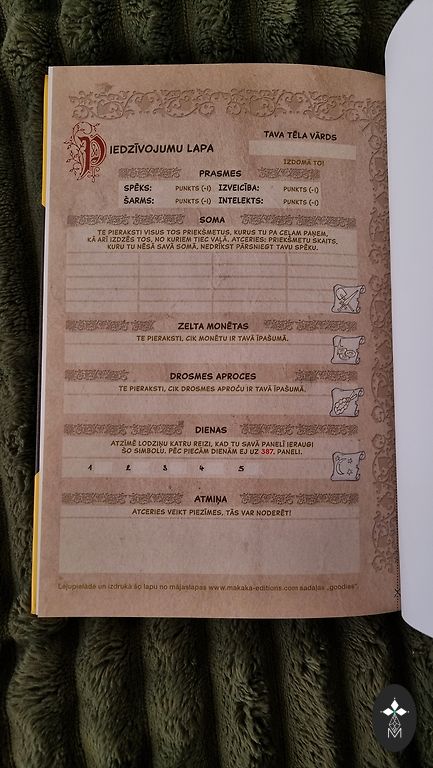 PIEDZĪVOJUMU LAPA
TAVA TĒLA VĀRDS
IZDOMĀ TO!
PRASMES
SPĒKS: PUNKTS (-I) IZVEICĪBA: PUNKTS (-I)
ŠARMS: PUNKTS (-I) INTELEKTS: PUNKTS (-I)
SOMA
TE PIERAKSTI VISUS TOS PRIEKŠMETUS, KURUS TU PA CEĻAM PAŅEM,
KĀ ARĪ IZDZĒS TOS, NO KURIEM TIEC VAĻĀ. ATCERIES: PRIEKŠMETU SKAITS,
KURU TU NĒSĀ SAVĀ SOMĀ, NEDRĪKST PĀRSNIEGT TAVU SPĒKU.
ZELTA MONĒTAS
TE PIERAKSTI, CIK MONĒTU IR TAVĀ ĪPAŠUMĀ.
DROSMES APROCES
TE PIERAKSTI, CIK DROSMES APROČU IR TAVĀ ĪPAŠUMĀ.
DIENAS
ATZĪMĒ LODZIŅU KATRU REIZI, KAD TU SAVĀ PANELĪ IERAUGI
ŠO SIMBOLU. PĒC PIECĀM DIENĀM EJ UZ 387. PANELI.
1 2 3 4 5
ATMIŅA
ATCERIES VEIKT PIEZĪMES, TĀS VAR NODERĒT!
Lejupielādē un izdrukā šo lapu no mājaslapas www.makaka-editions.com sadaļas „goodies”.